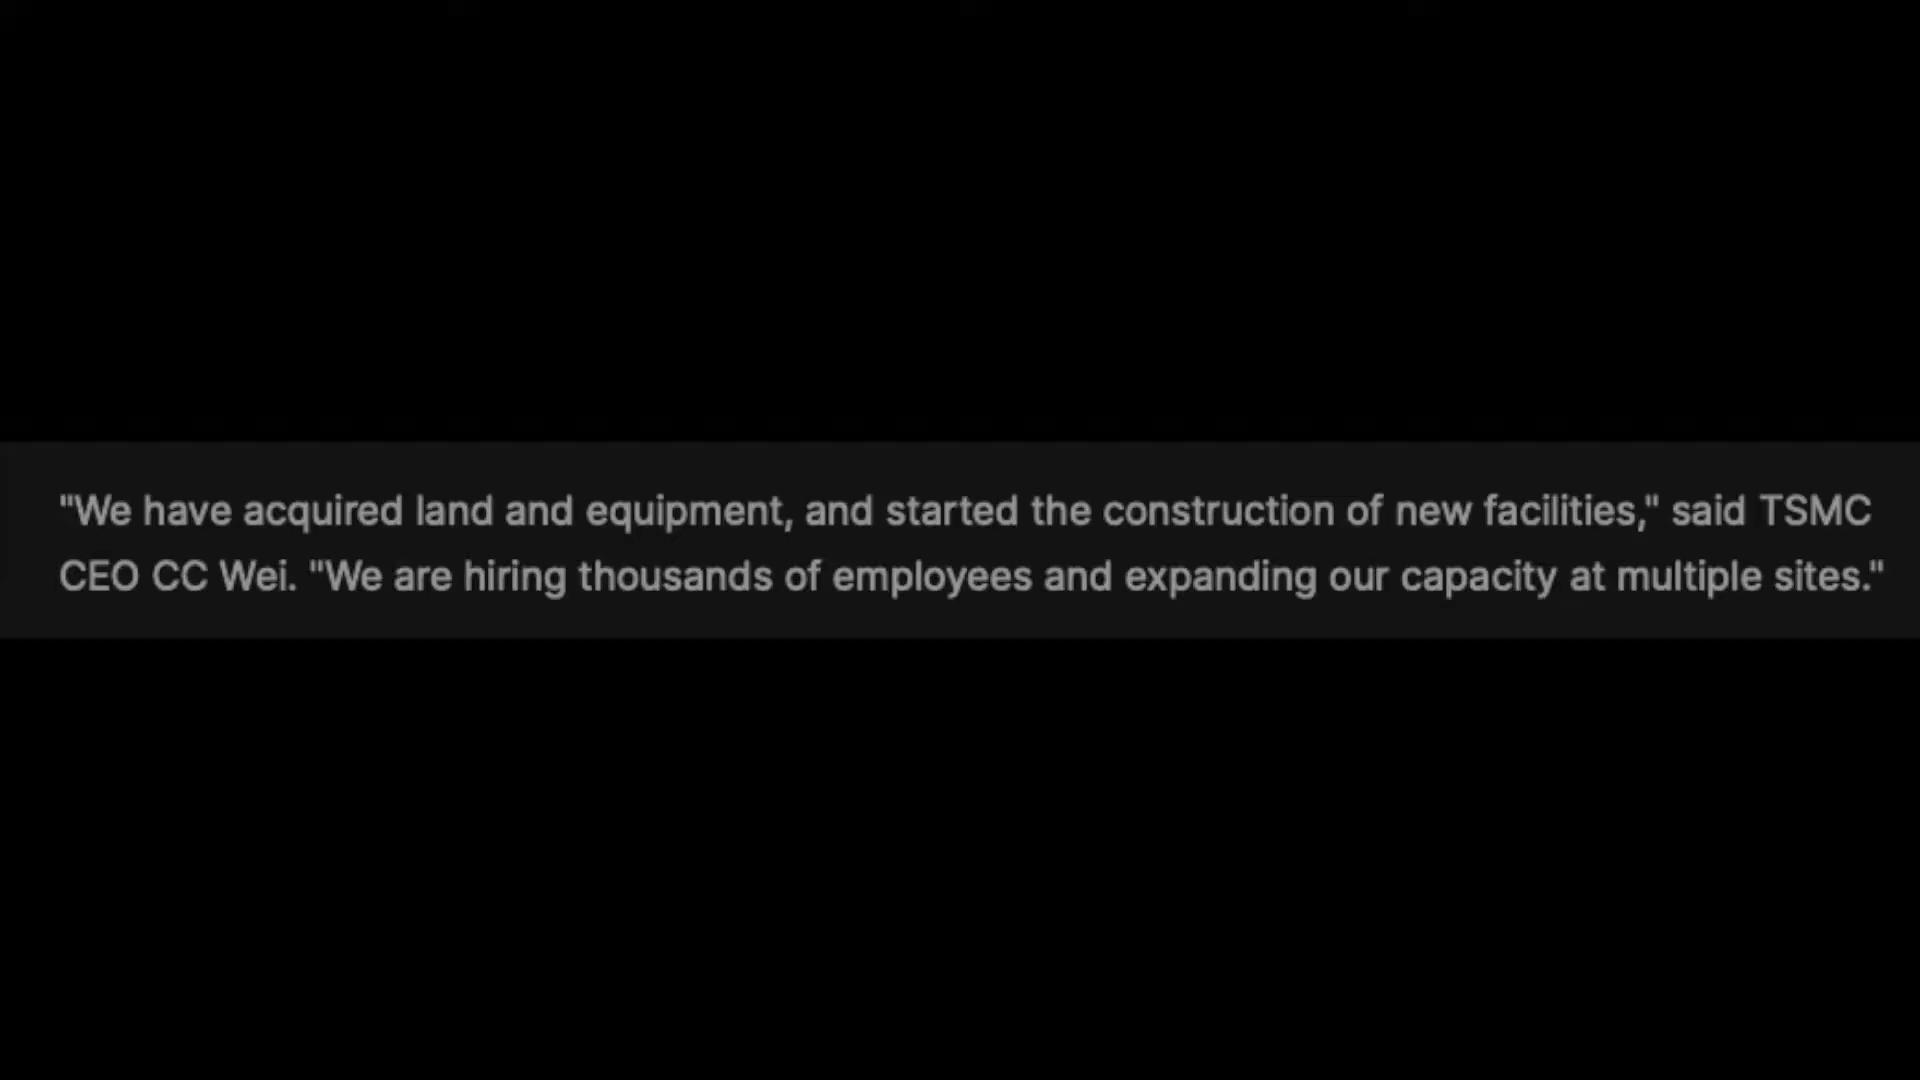 "We have acquired land and equipment, and started the construction of new facilities," said TSMC
CEO CC Wei. "We are hiring thousands of employees and expanding our capacity at multiple sites."